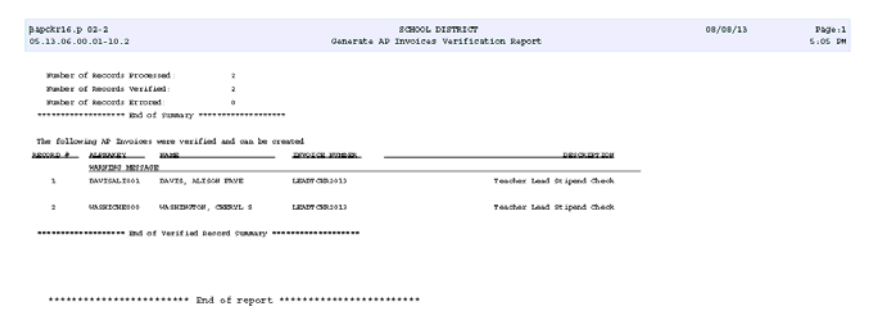 3apckr16.p 02-2 SCHOOL DISTRICT 08/08/13 Page:1
05.13.06.00.01-10.2 Generate AP Invoices Verification Report 5:05 PM
Number of Records Processed: 2
Number of Records Verified: 2
Number of Records Errored: 0
******************* End of Summary *******************
The following AP Invoices were verified and can be created
RECORD # ALPHAKEY NAME INVOICE NUMBER DESCRIPTION
WARNING MESSAGE
1 DAVISALI001 DAVIS, ALISON FAYE LEADTCHR2013 Teacher Lead Stipend Check
2 WASHICHE000 WASHINGTON, CHERYL S LEADTCHR2013 Teacher Lead Stipend Check
******************* End of Verified Record Summary *******************
************************ End of report ************************